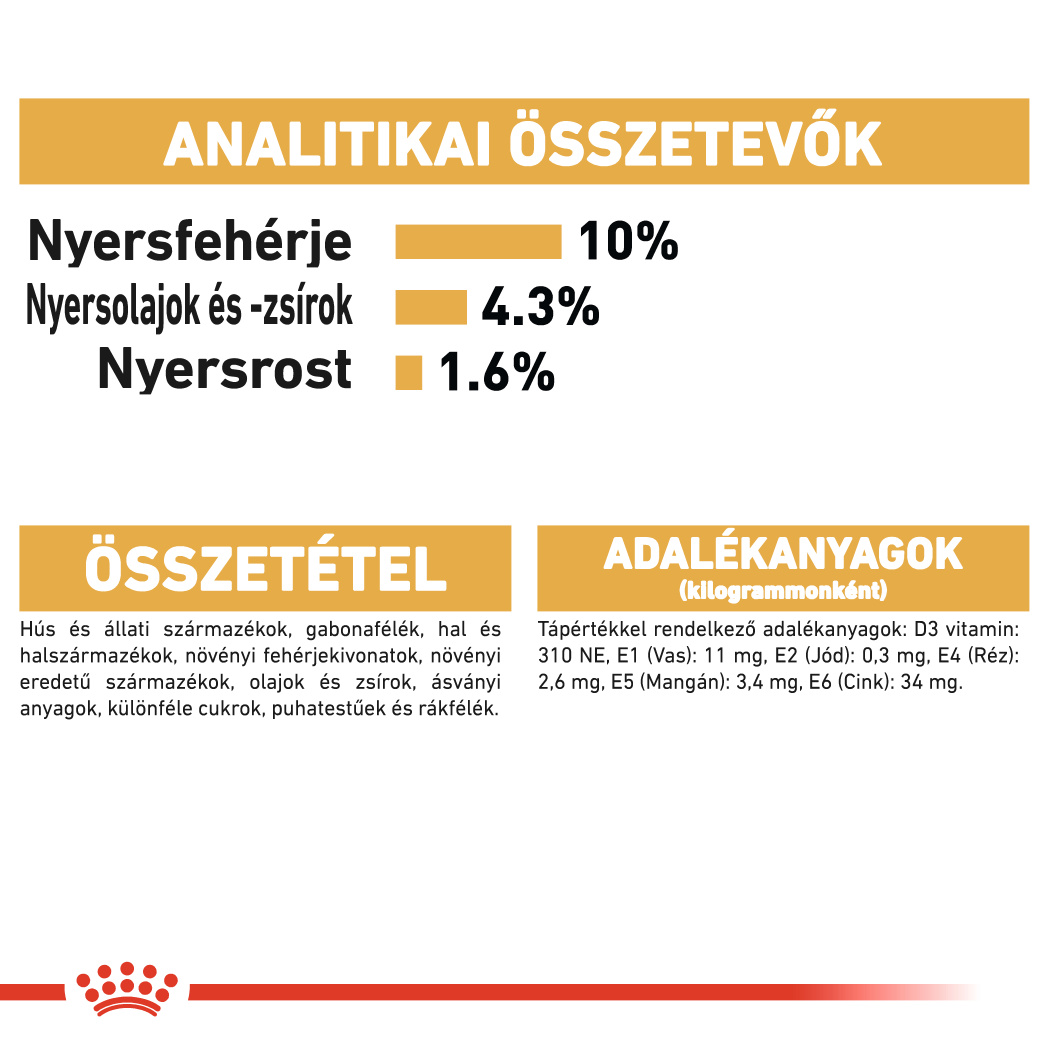 ANALITIKAI ÖSSZETEVŐK
Nyersfehérje 10%
Nyersolajok és -zsírok 4.3%
Nyersrost 1.6%
ÖSSZETÉTEL
Hús és állati származékok, gabonafélék, hal és
halszármazékok, növényi fehérjekivonatok, növényi
eredetű származékok, olajok és zsírok, ásványi
anyagok, különféle cukrok, puhatestűek és rákfélék.
ADALÉKANYAGOK
(kilogrammonként)
Tápértékkel rendelkező adalékanyagok: D3 vitamin:
310 NE, E1 (Vas): 11 mg, E2 (Jód): 0,3 mg, E4 (Réz):
2,6 mg, E5 (Mangán): 3,4 mg, E6 (Cink): 34 mg.